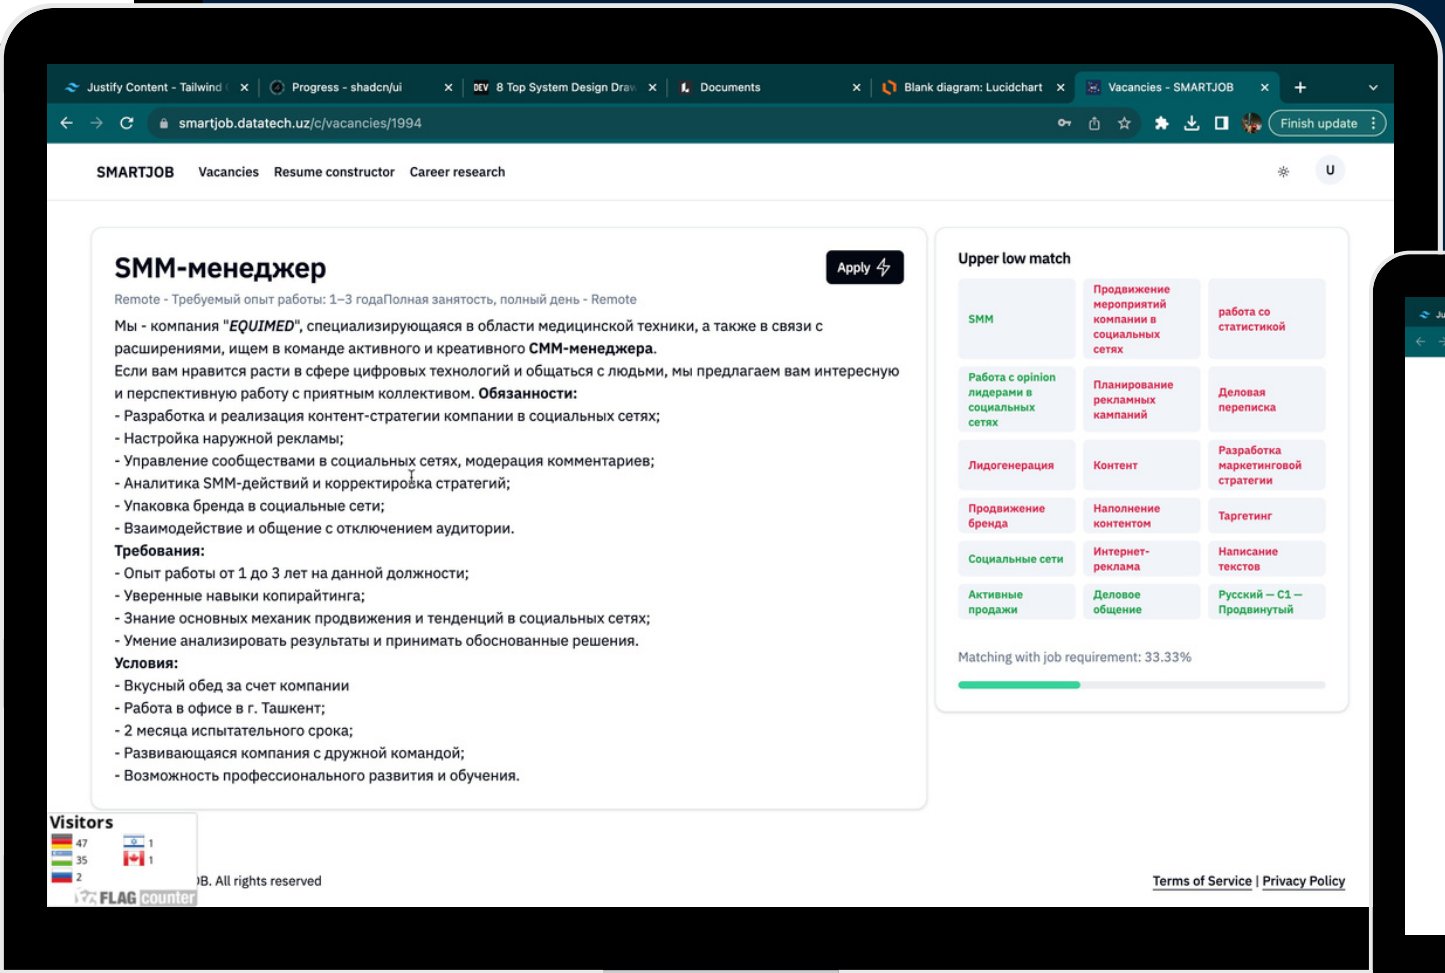 Justify Content - Tailwind
Progress - shadcn/ui
DEV 8 Top System Design Draw
Documents
Blank diagram: Lucidchart
Vacancies - SMARTJOB
smartjob.datatech.uz/c/vacancies/1994
Finish update
SMARTJOB
Vacancies
Resume constructor
Career research
U
SMM-менеджер
Apply
Remote - Требуемый опыт работы: 1–3 годаПолная занятость, полный день - Remote
Мы - компания "EQUIMED", специализирующаяся в области медицинской техники, а также в связи с
расширениями, ищем в команде активного и креативного СММ-менеджера.
Если вам нравится расти в сфере цифровых технологий и общаться с людьми, мы предлагаем вам интересную
и перспективную работу с приятным коллективом. Обязанности:
- Разработка и реализация контент-стратегии компании в социальных сетях;
- Настройка наружной рекламы;
- Управление сообществами в социальных сетях, модерация комментариев;
- Аналитика SMM-действий и корректировка стратегий;
- Упаковка бренда в социальные сети;
- Взаимодействие и общение с отключением аудитории.
Требования:
- Опыт работы от 1 до 3 лет на данной должности;
- Уверенные навыки копирайтинга;
- Знание основных механик продвижения и тенденций в социальных сетях;
- Умение анализировать результаты и принимать обоснованные решения.
Условия:
- Вкусный обед за счет компании
- Работа в офисе в г. Ташкент;
- 2 месяца испытательного срока;
- Развивающаяся компания с дружной командой;
- Возможность профессионального развития и обучения.
Upper low match
SMM
Продвижение
мероприятий
компании в
социальных
сетях
работа со
статистикой
Работа с opinion
лидерами в
социальных
сетях
Планирование
рекламных
кампаний
Деловая
переписка
Лидогенерация
Контент
Разработка
маркетинговой
стратегии
Продвижение
бренда
Наполнение
контентом
Таргетинг
Социальные сети
Интернет-
реклама
Написание
текстов
Активные
продажи
Деловое
общение
Русский — C1 —
Продвинутый
Matching with job requirement: 33.33%
Visitors
47
1
35
1
2
FLAG counter
B. All rights reserved
Terms of Service | Privacy Policy